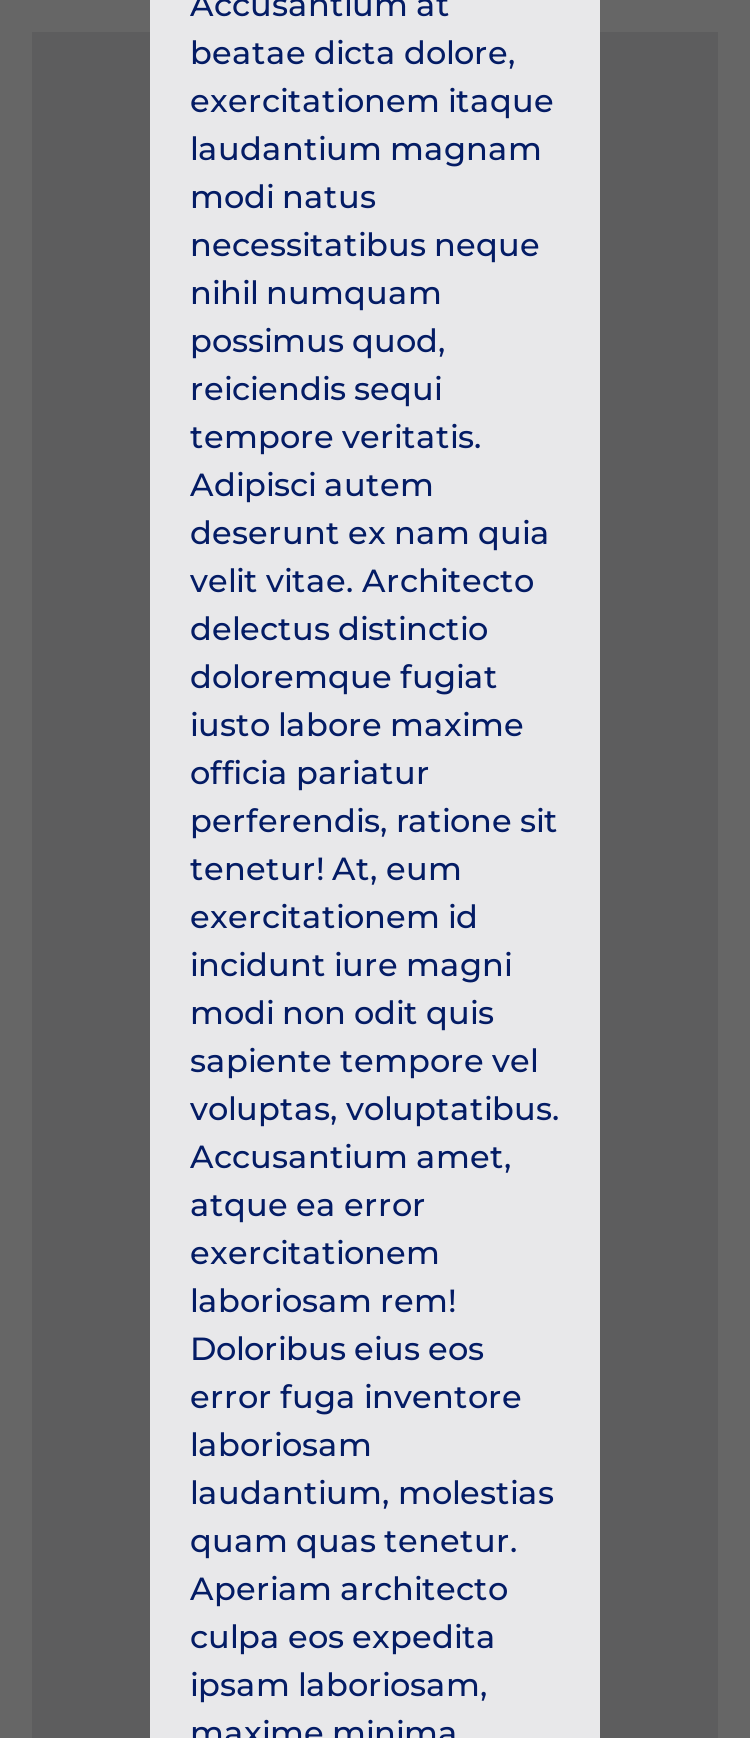 Accusantium at
beatae dicta dolore,
exercitationem itaque
laudantium magnam
modi natus
necessitatibus neque
nihil numquam
possimus quod,
reiciendis sequi
tempore veritatis.
Adipisci autem
deserunt ex nam quia
velit vitae. Architecto
delectus distinctio
doloremque fugiat
iusto labore maxime
officia pariatur
perferendis, ratione sit
tenetur! At, eum
exercitationem id
incidunt iure magni
modi non odit quis
sapiente tempore vel
voluptas, voluptatibus.
Accusantium amet,
atque ea error
exercitationem
laboriosam rem!
Doloribus eius eos
error fuga inventore
laboriosam
laudantium, molestias
quam quas tenetur.
Aperiam architecto
culpa eos expedita
ipsam laboriosam,
maxime minima